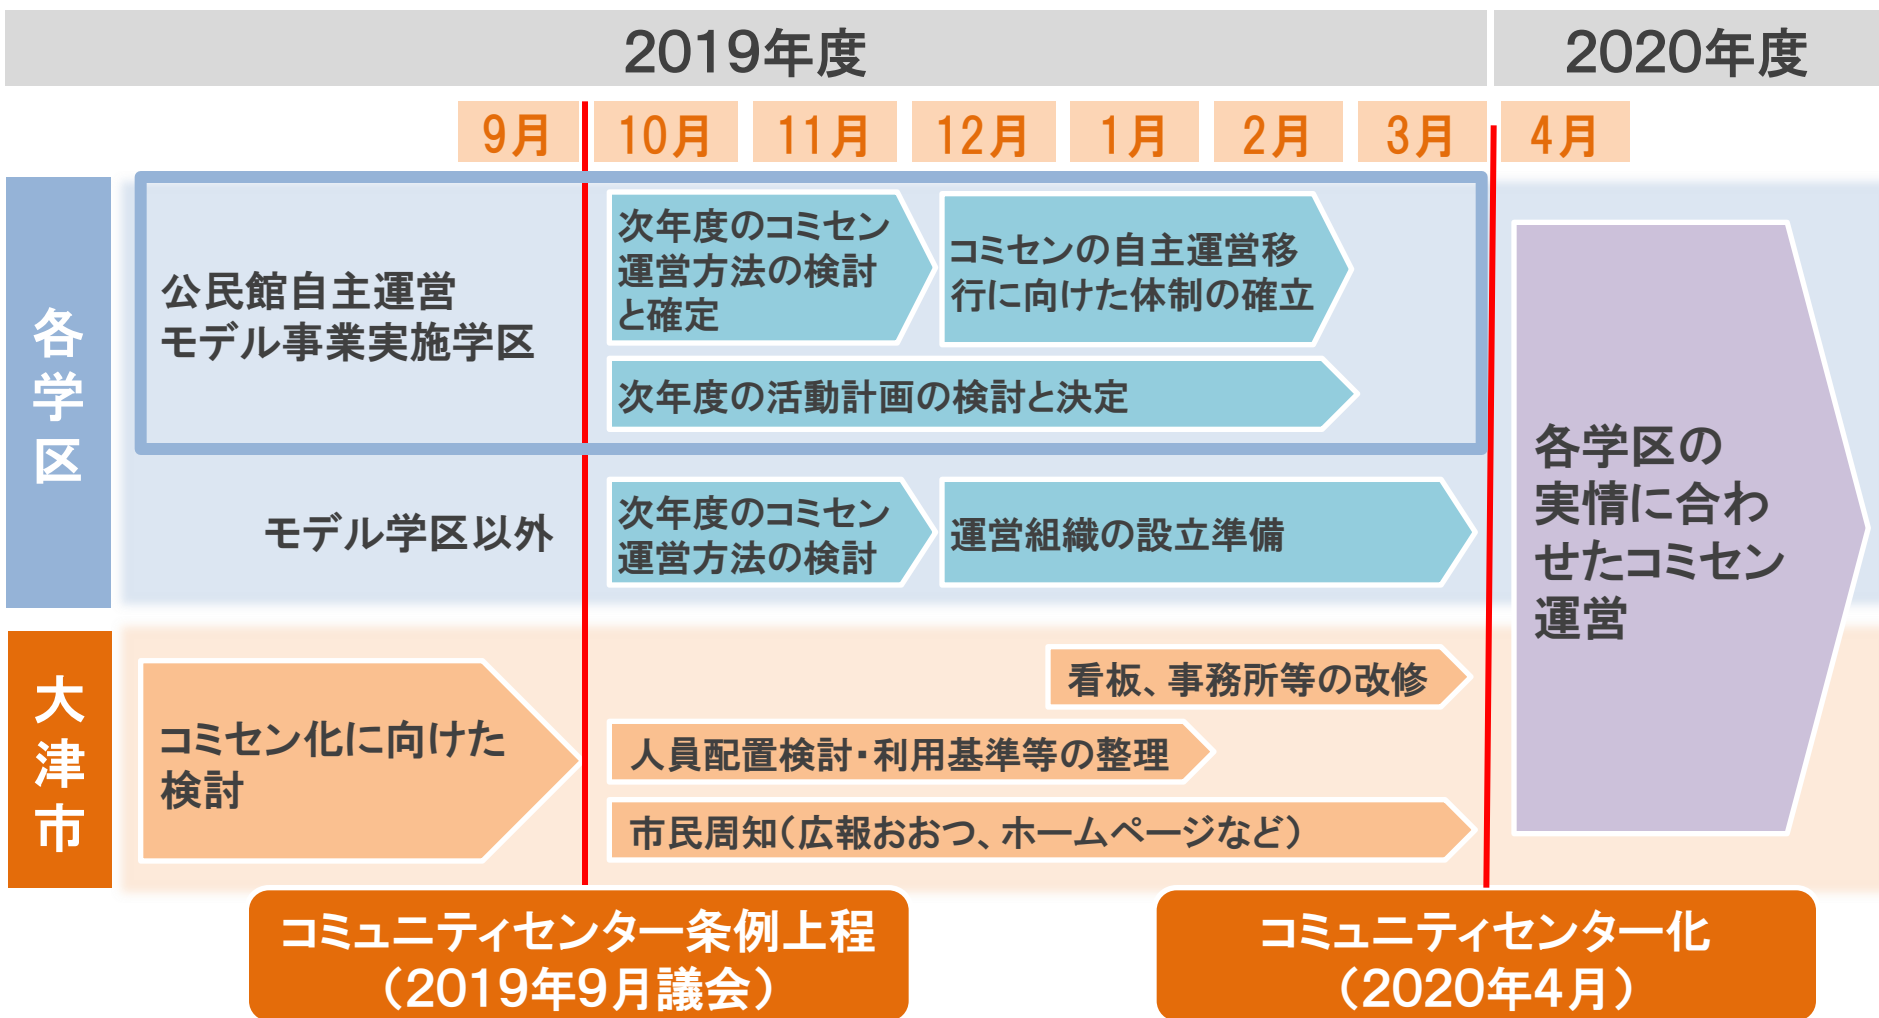 2019年度
2020年度
9月
10月
11月
12月
1月
2月
3月
4月
各学区
公民館自主運営
モデル事業実施学区
次年度のコミセン
運営方法の検討
と確定
コミセンの自主運営移
行に向けた体制の確立
次年度の活動計画の検討と決定
モデル学区以外
次年度のコミセン
運営方法の検討
運営組織の設立準備
各学区の
実情に合わ
せたコミセン
運営
大津市
コミセン化に向けた
検討
看板、事務所等の改修
人員配置検討・利用基準等の整理
市民周知(広報おおつ、ホームページなど)
コミュニティセンター条例上程
(2019年9月議会)
コミュニティセンター化
(2020年4月)